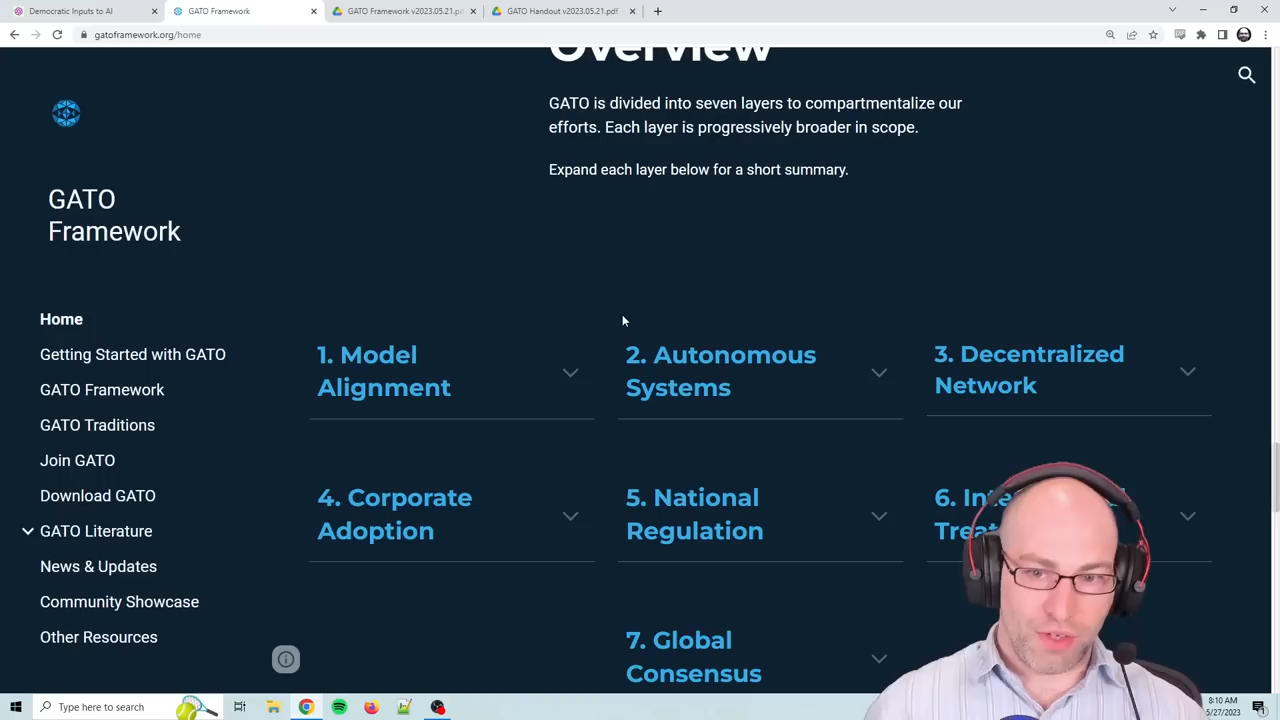 Democratic Inputs to AI
GATO Framework
GATO Framework v2023.05.21.pd
GATO Handout v2023.05.21.pdf
gatoframework.org/home
Overview
GATO is divided into seven layers to compartmentalize our
efforts. Each layer is progressively broader in scope.
Expand each layer below for a short summary.
GATO
Framework
Home
Getting Started with GATO
GATO Framework
GATO Traditions
Join GATO
Download GATO
GATO Literature
News & Updates
Community Showcase
Other Resources
1. Model
Alignment
2. Autonomous
Systems
3. Decentralized
Network
4. Corporate
Adoption
5. National
Regulation
6.
7. Global
Consensus
Type here to search
8:10 AM
5/27/2023